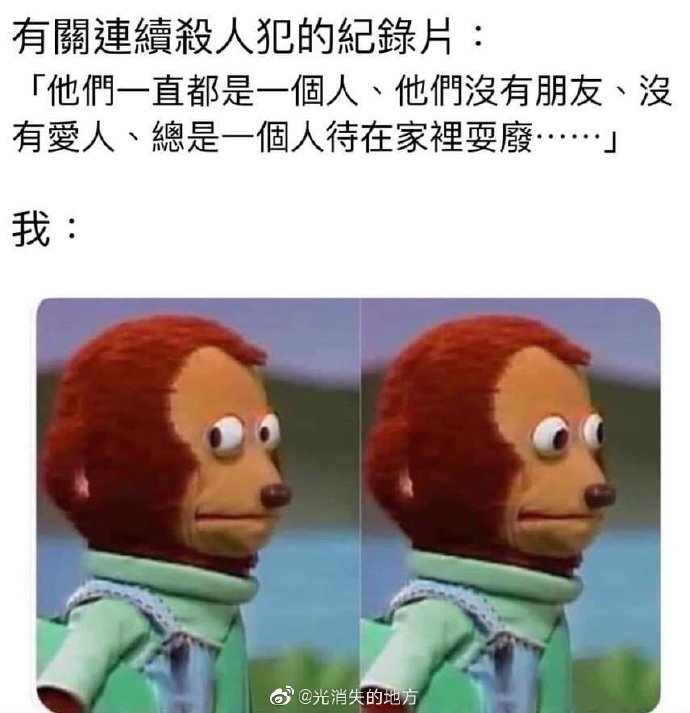 有關連續殺人犯的紀錄片：
「他們一直都是一個人、他們沒有朋友、沒
有愛人、總是一個人待在家裡耍廢⋯⋯」
我：
@光消失的地方